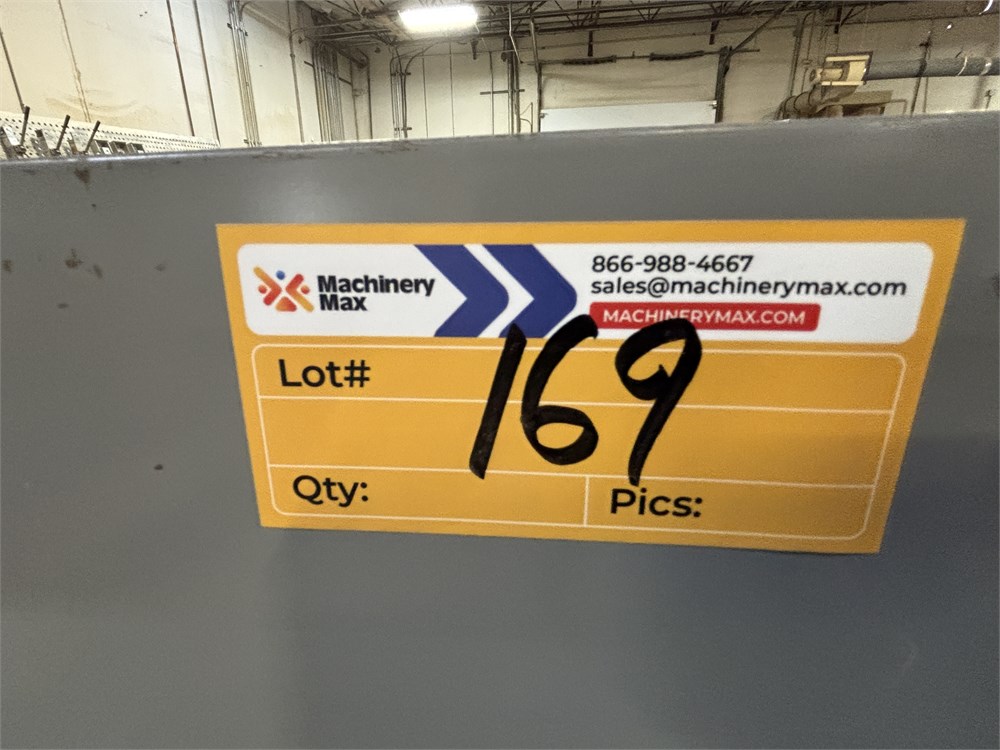 Machinery
Max
866-988-4667
sales@machinerymax.com
MACHINERYMAX.COM
Lot# 169
Qty:
Pics: